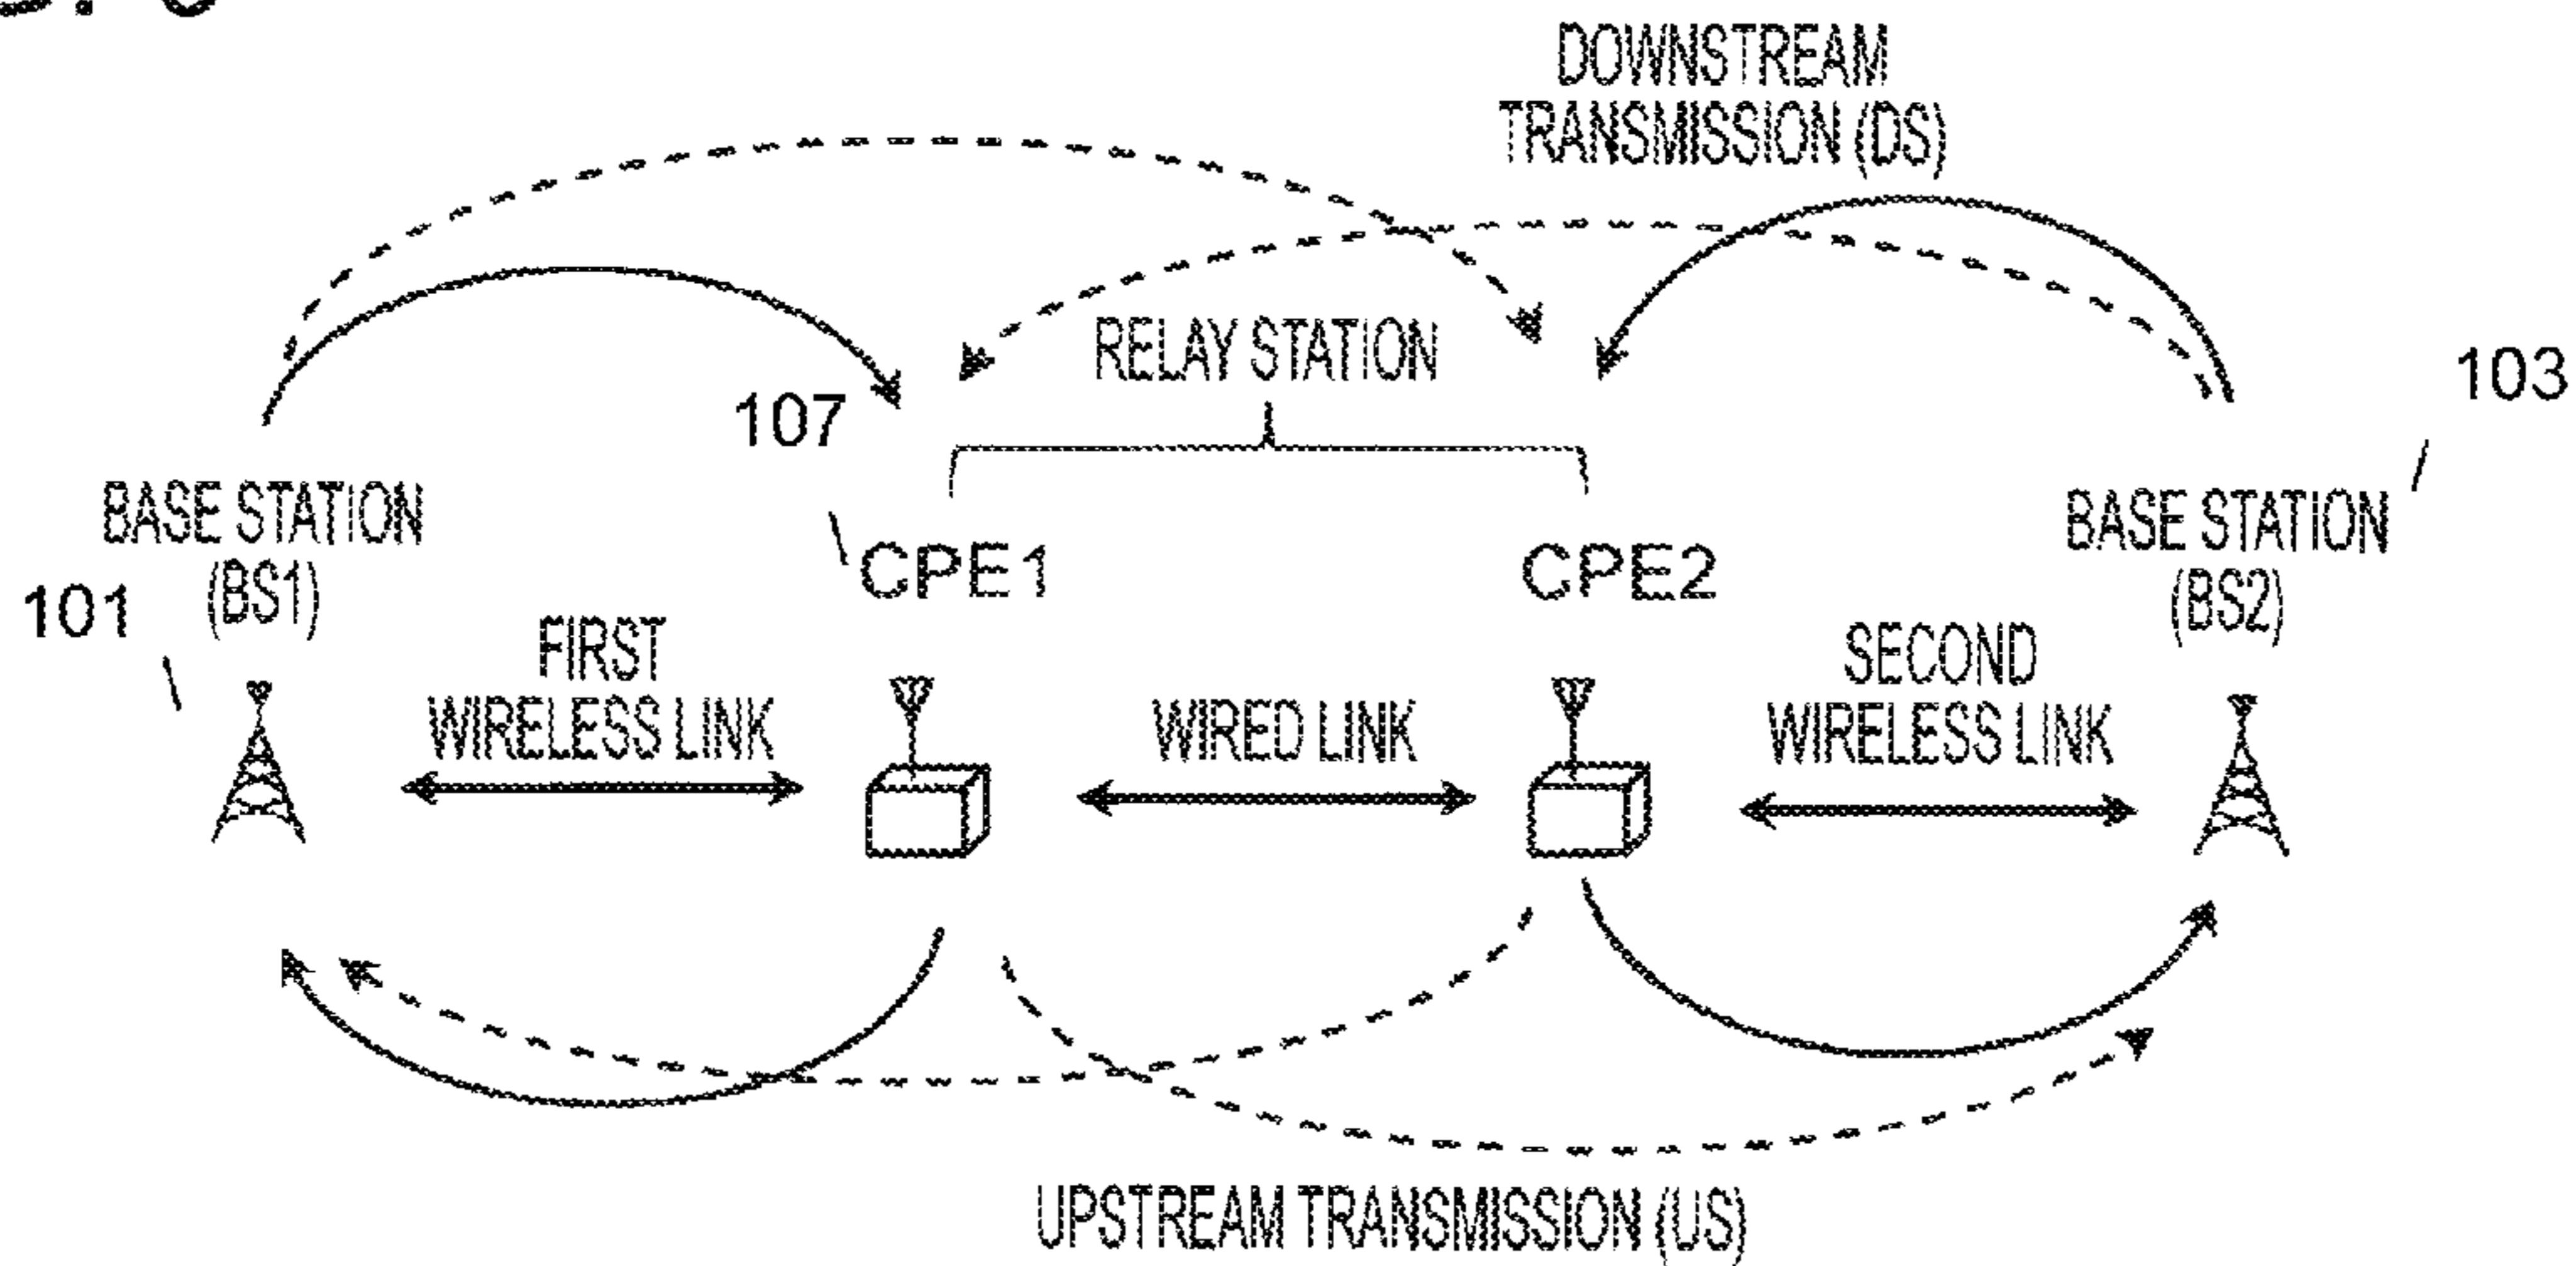 DOWNSTREAM
TRANSMISSION (DS)
RELAY STATION
107
103
BASE STATION
(BS1)
101
CPE1
CPE2
BASE STATION
(BS2)
FIRST
WIRELESS LINK
WIRED LINK
SECOND
WIRELESS LINK
UPSTREAM TRANSMISSION (US)